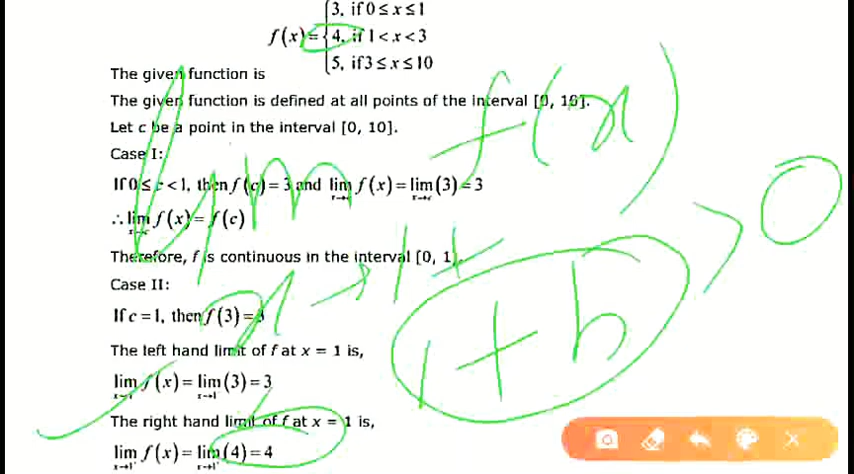 3, if 0 ≤ x ≤ 1
f(x) = { 4, if 1 < x < 3
5, if 3 ≤ x ≤ 10
The given function is
The given function is defined at all points of the interval [0, 10].
Let c be a point in the interval [0, 10].
Case I:
If 0 ≤ c < 1, then f(c) = 3 and lim x→c f(x) = lim x→c (3) = 3
∴ lim x→c f(x) = f(c)
Therefore, f is continuous in the interval [0, 1).
Case II:
If c = 1, then f(3) = 3
The left hand limit of f at x = 1 is,
lim x→1 f(x) = lim x→1 (3) = 3
The right hand limit of f at x = 1 is,
lim x→1⁺ f(x) = lim x→1⁺ (4) = 4
lim f(x)
x → 1+
1 + h > 0